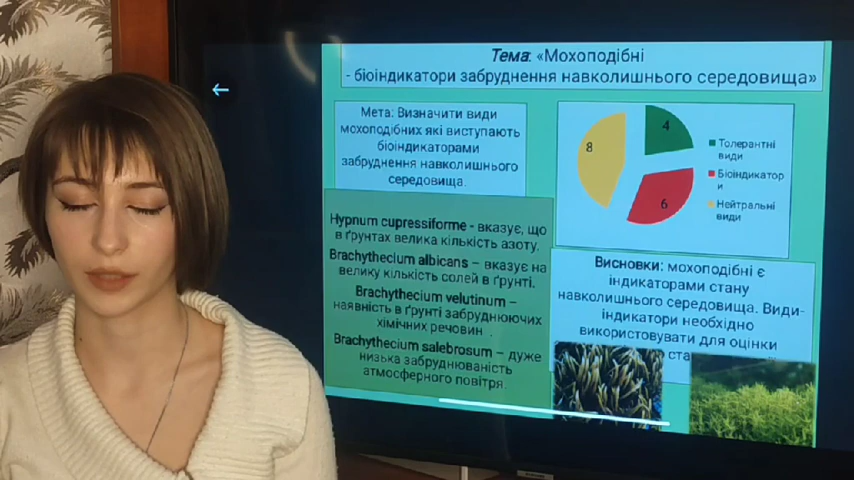 Тема: «Мохоподібні
- біоіндикатори забруднення навколишнього середовища»
Мета: Визначити види
мохоподібних які виступають
біоіндикаторами
забруднення навколишнього
середовища.
4
8
6
Толерантні
види
Біоіндикатор
и
Нейтральні
види
Hypnum cupressiforme - вказує, що
в ґрунтах велика кількість азоту.
Brachythecium albicans – вказує на
велику кількість солей в ґрунті.
Brachythecium velutinum –
наявність в ґрунті забруднюючих
хімічних речовин .
Brachythecium salebrosum – дуже
низька забруднюваність
атмосферного повітря.
Висновки: мохоподібні є
індикаторами стану
навколишнього середовища. Види-
індикатори необхідно
використовувати для оцінки